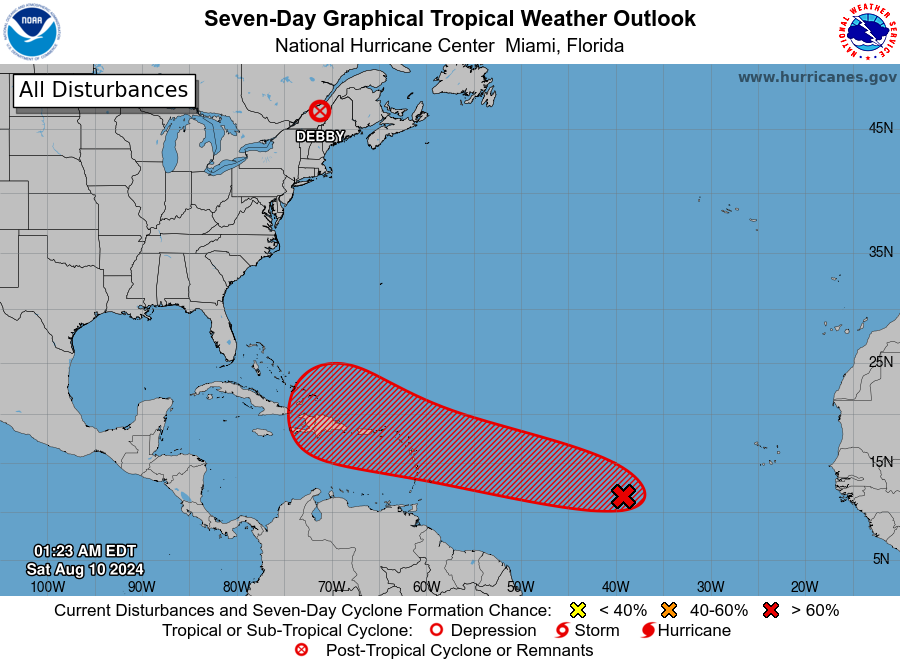 Seven-Day Graphical Tropical Weather Outlook
National Hurricane Center Miami, Florida
NOAA
NATIONAL WEATHER SERVICE
www.hurricanes.gov
All Disturbances
DEBBY
45N
35N
25N
15N
5N
01:23 AM EDT
Sat Aug 10 2024
100W 90W 80W 70W 60W 50W 40W 30W 20W
Current Disturbances and Seven-Day Cyclone Formation Chance: < 40% 40-60% > 60%
Tropical or Sub-Tropical Cyclone: Depression Storm Hurricane
Post-Tropical Cyclone or Remnants